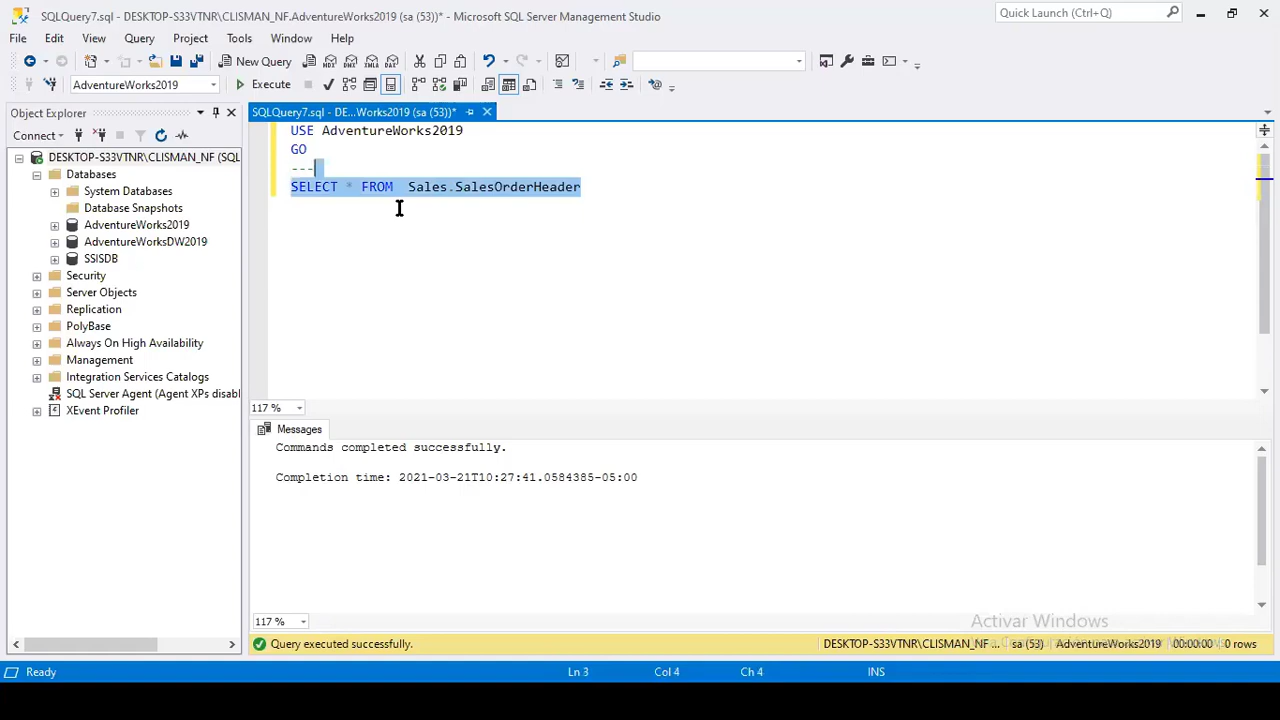 SQLQuery7.sql - DESKTOP-S33VTNR\CLISMAN_NF.AdventureWorks2019 (sa (53))* - Microsoft SQL Server Management Studio
Quick Launch (Ctrl+Q)
File Edit View Query Project Tools Window Help
New Query
AdventureWorks2019 Execute
Object Explorer
Connect
DESKTOP-S33VTNR\CLISMAN_NF (SQL
Databases
System Databases
Database Snapshots
AdventureWorks2019
AdventureWorksDW2019
SSISDB
Security
Server Objects
Replication
PolyBase
Always On High Availability
Management
Integration Services Catalogs
SQL Server Agent (Agent XPs disabl
XEvent Profiler
SQLQuery7.sql - DE...Works2019 (sa (53))*
USE AdventureWorks2019
GO
---
SELECT * FROM Sales.SalesOrderHeader
117 %
Messages
Commands completed successfully.
Completion time: 2021-03-21T10:27:41.0584385-05:00
117 %
Activar Windows
Query executed successfully. DESKTOP-S33VTNR\CLISMAN_NF ... sa (53) AdventureWorks2019 00:00:00 0 rows
Ready Ln 3 Col 4 Ch 4 INS